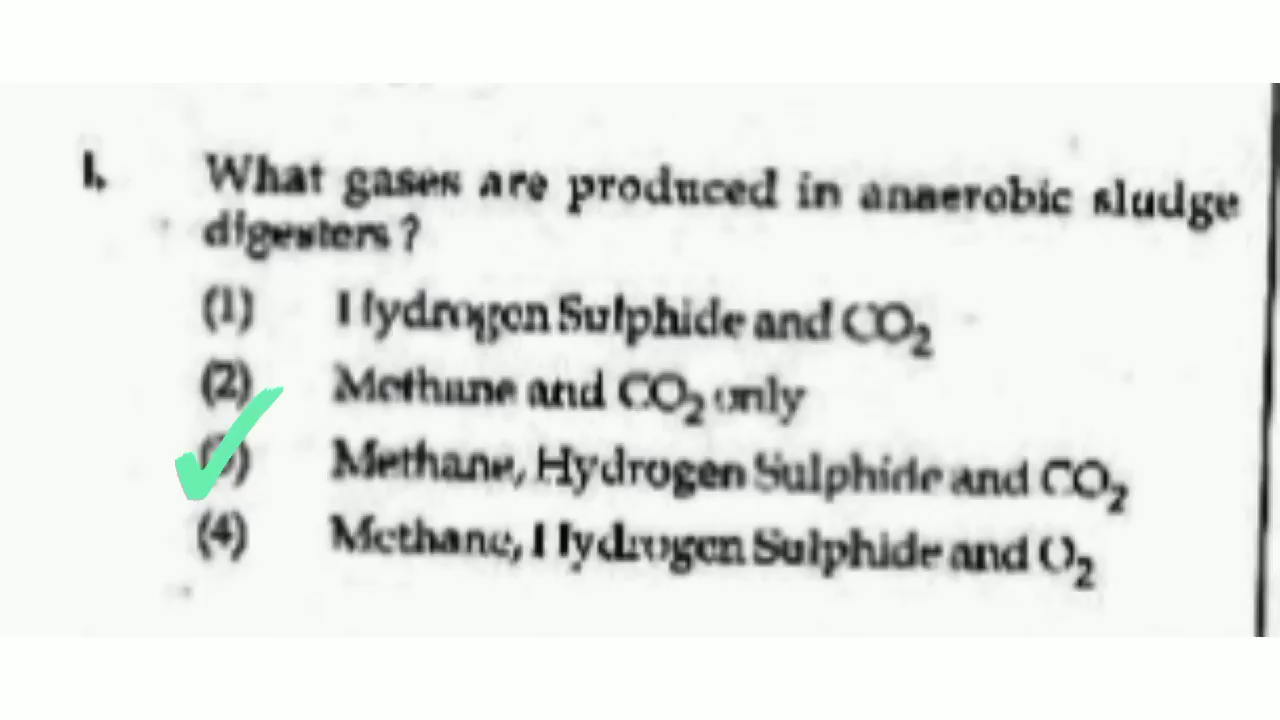 1. What gases are produced in anaerobic sludge
digesters ?
(1) Hydrogen Sulphide and CO₂
(2) Methane and CO₂ only
(3) Methane, Hydrogen Sulphide and CO₂
(4) Methane, Hydrogen Sulphide and O₂